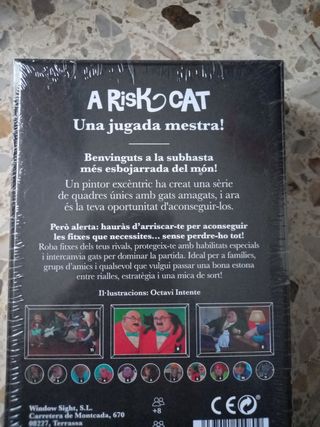 A RISK CAT
Una jugada mestra!
Benvinguts a la subhasta
més esbojarrada del món!
Un pintor excèntric ha creat una sèrie
de quadres únics amb gats amagats, i ara
és la teva oportunitat d'aconseguir-los.
Però alerta: hauràs d'arriscar-te per aconseguir
les fitxes que necessites... sense perdre-ho tot!
Roba fitxes dels teus rivals, protegeix-te amb habilitats especials
i intercanvia gats per dominar la partida. Ideal per a famílies,
grups d'amics i qualsevol que vulgui passar una bona estona
entre rialles, estratègia i una mica de sort!
Il·lustracions: Octavi Intente
Window Sight, S.L.
Carretera de Montcada, 670
08227, Terrassa
+8
CE